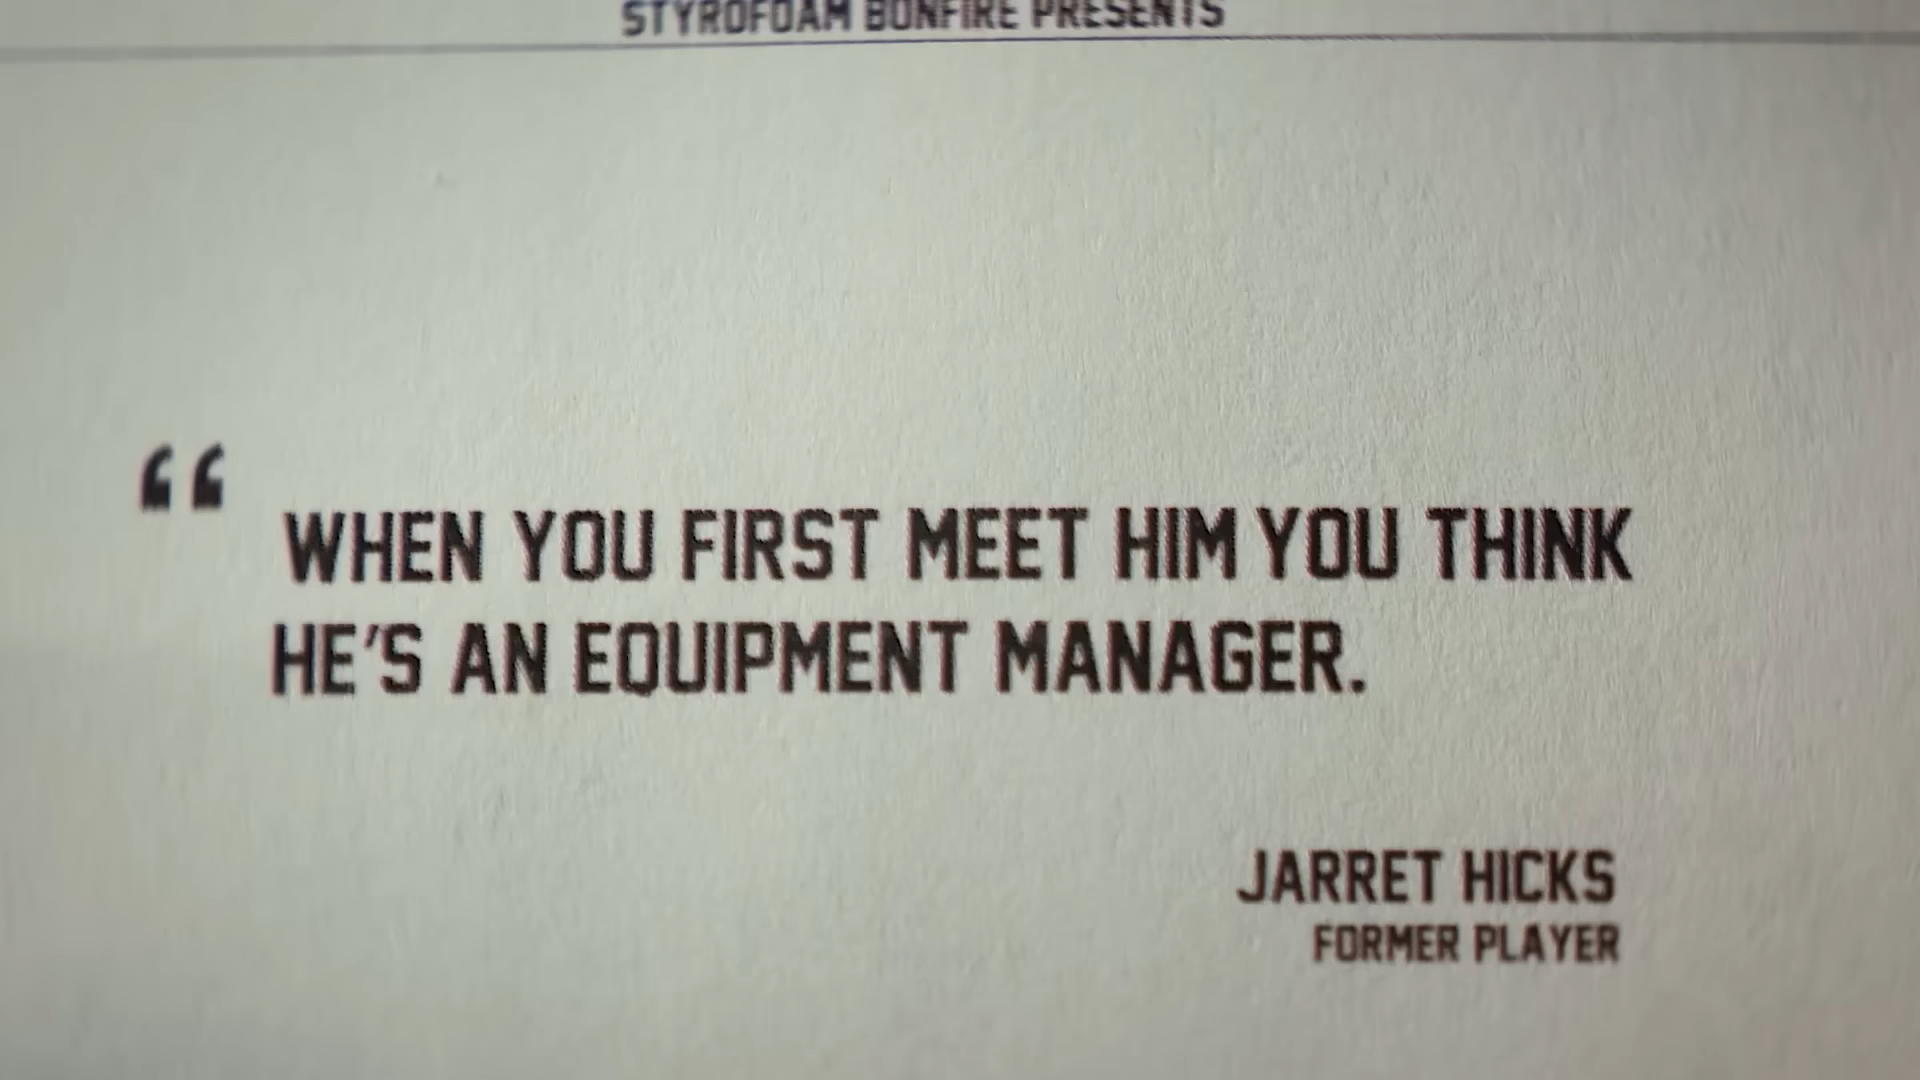 STYROFOAM BONFIRE PRESENTS
“ WHEN YOU FIRST MEET HIM YOU THINK
HE’S AN EQUIPMENT MANAGER.
JARRET HICKS
FORMER PLAYER